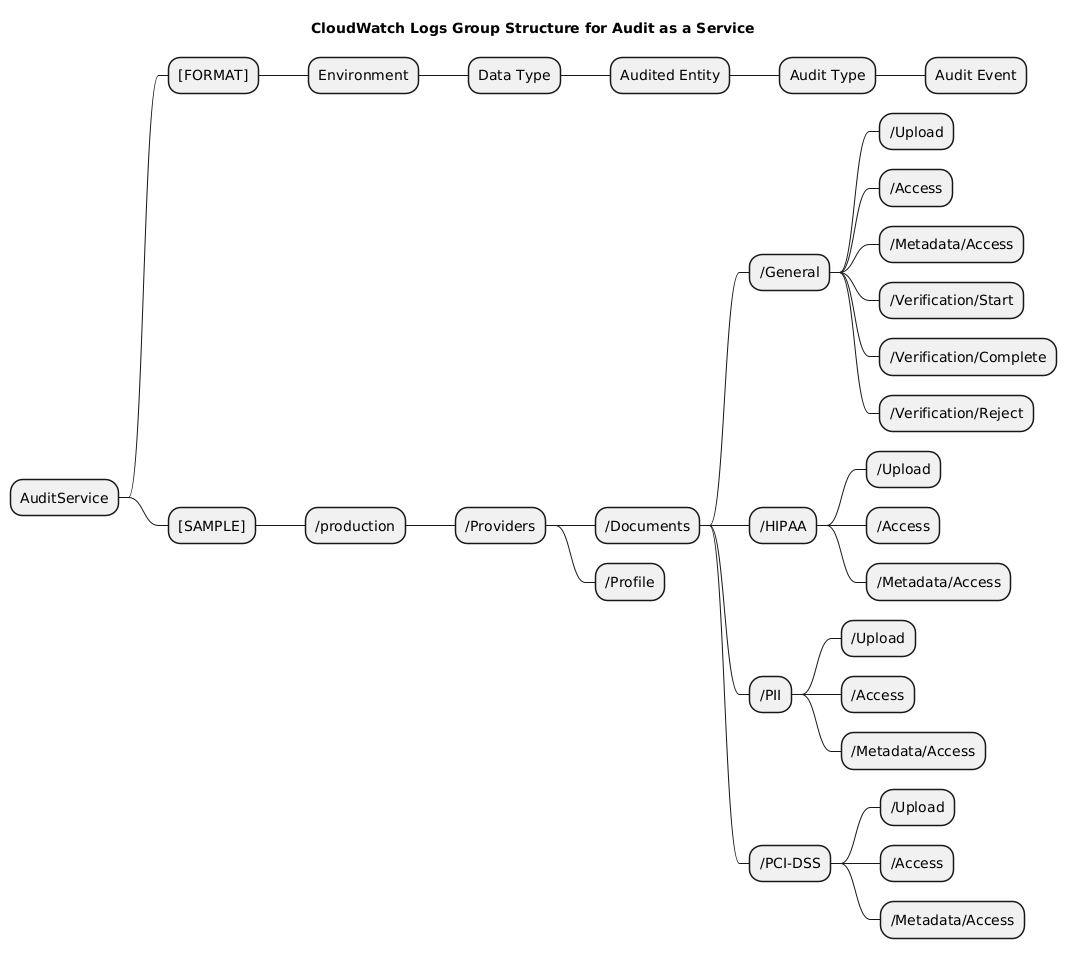 CloudWatch Logs Group Structure for Audit as a Service
AuditService
[FORMAT]
Environment
Data Type
Audited Entity
Audit Type
Audit Event
[SAMPLE]
/production
/Providers
/Documents
/General
/Upload
/Access
/Metadata/Access
/Verification/Start
/Verification/Complete
/Verification/Reject
/HIPAA
/Upload
/Access
/Metadata/Access
/PII
/Upload
/Access
/Metadata/Access
/PCI-DSS
/Upload
/Access
/Metadata/Access
/Profile